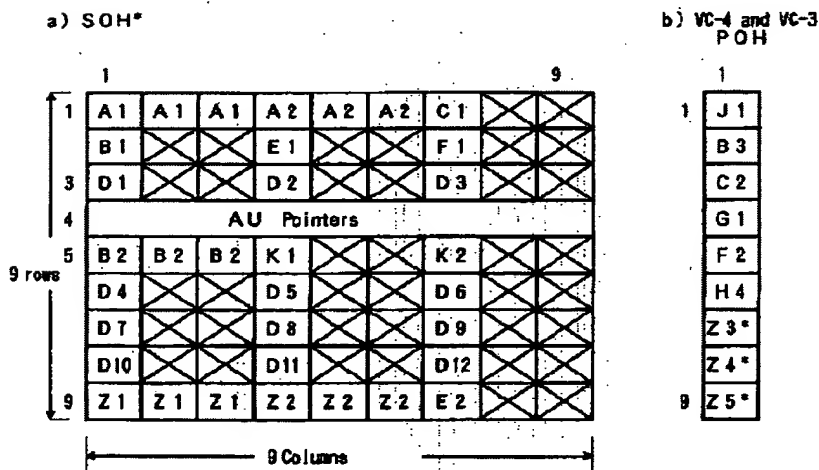 a) SOH*
b) VC-4 and VC-3
POH
1 9 1
1 A1 A1 A1 A2 A2 A2 C1 1 J1
B1 E1 F1 B3
3 D1 D2 D3 C2
4 AU Pointers G1
5 B2 B2 B2 K1 K2 F2
9 rows
D4 D5 D6 H4
D7 D8 D9 Z3*
D10 D11 D12 Z4*
9 Z1 Z1 Z1 Z2 Z2 Z2 E2 9 Z5*
9 Columns